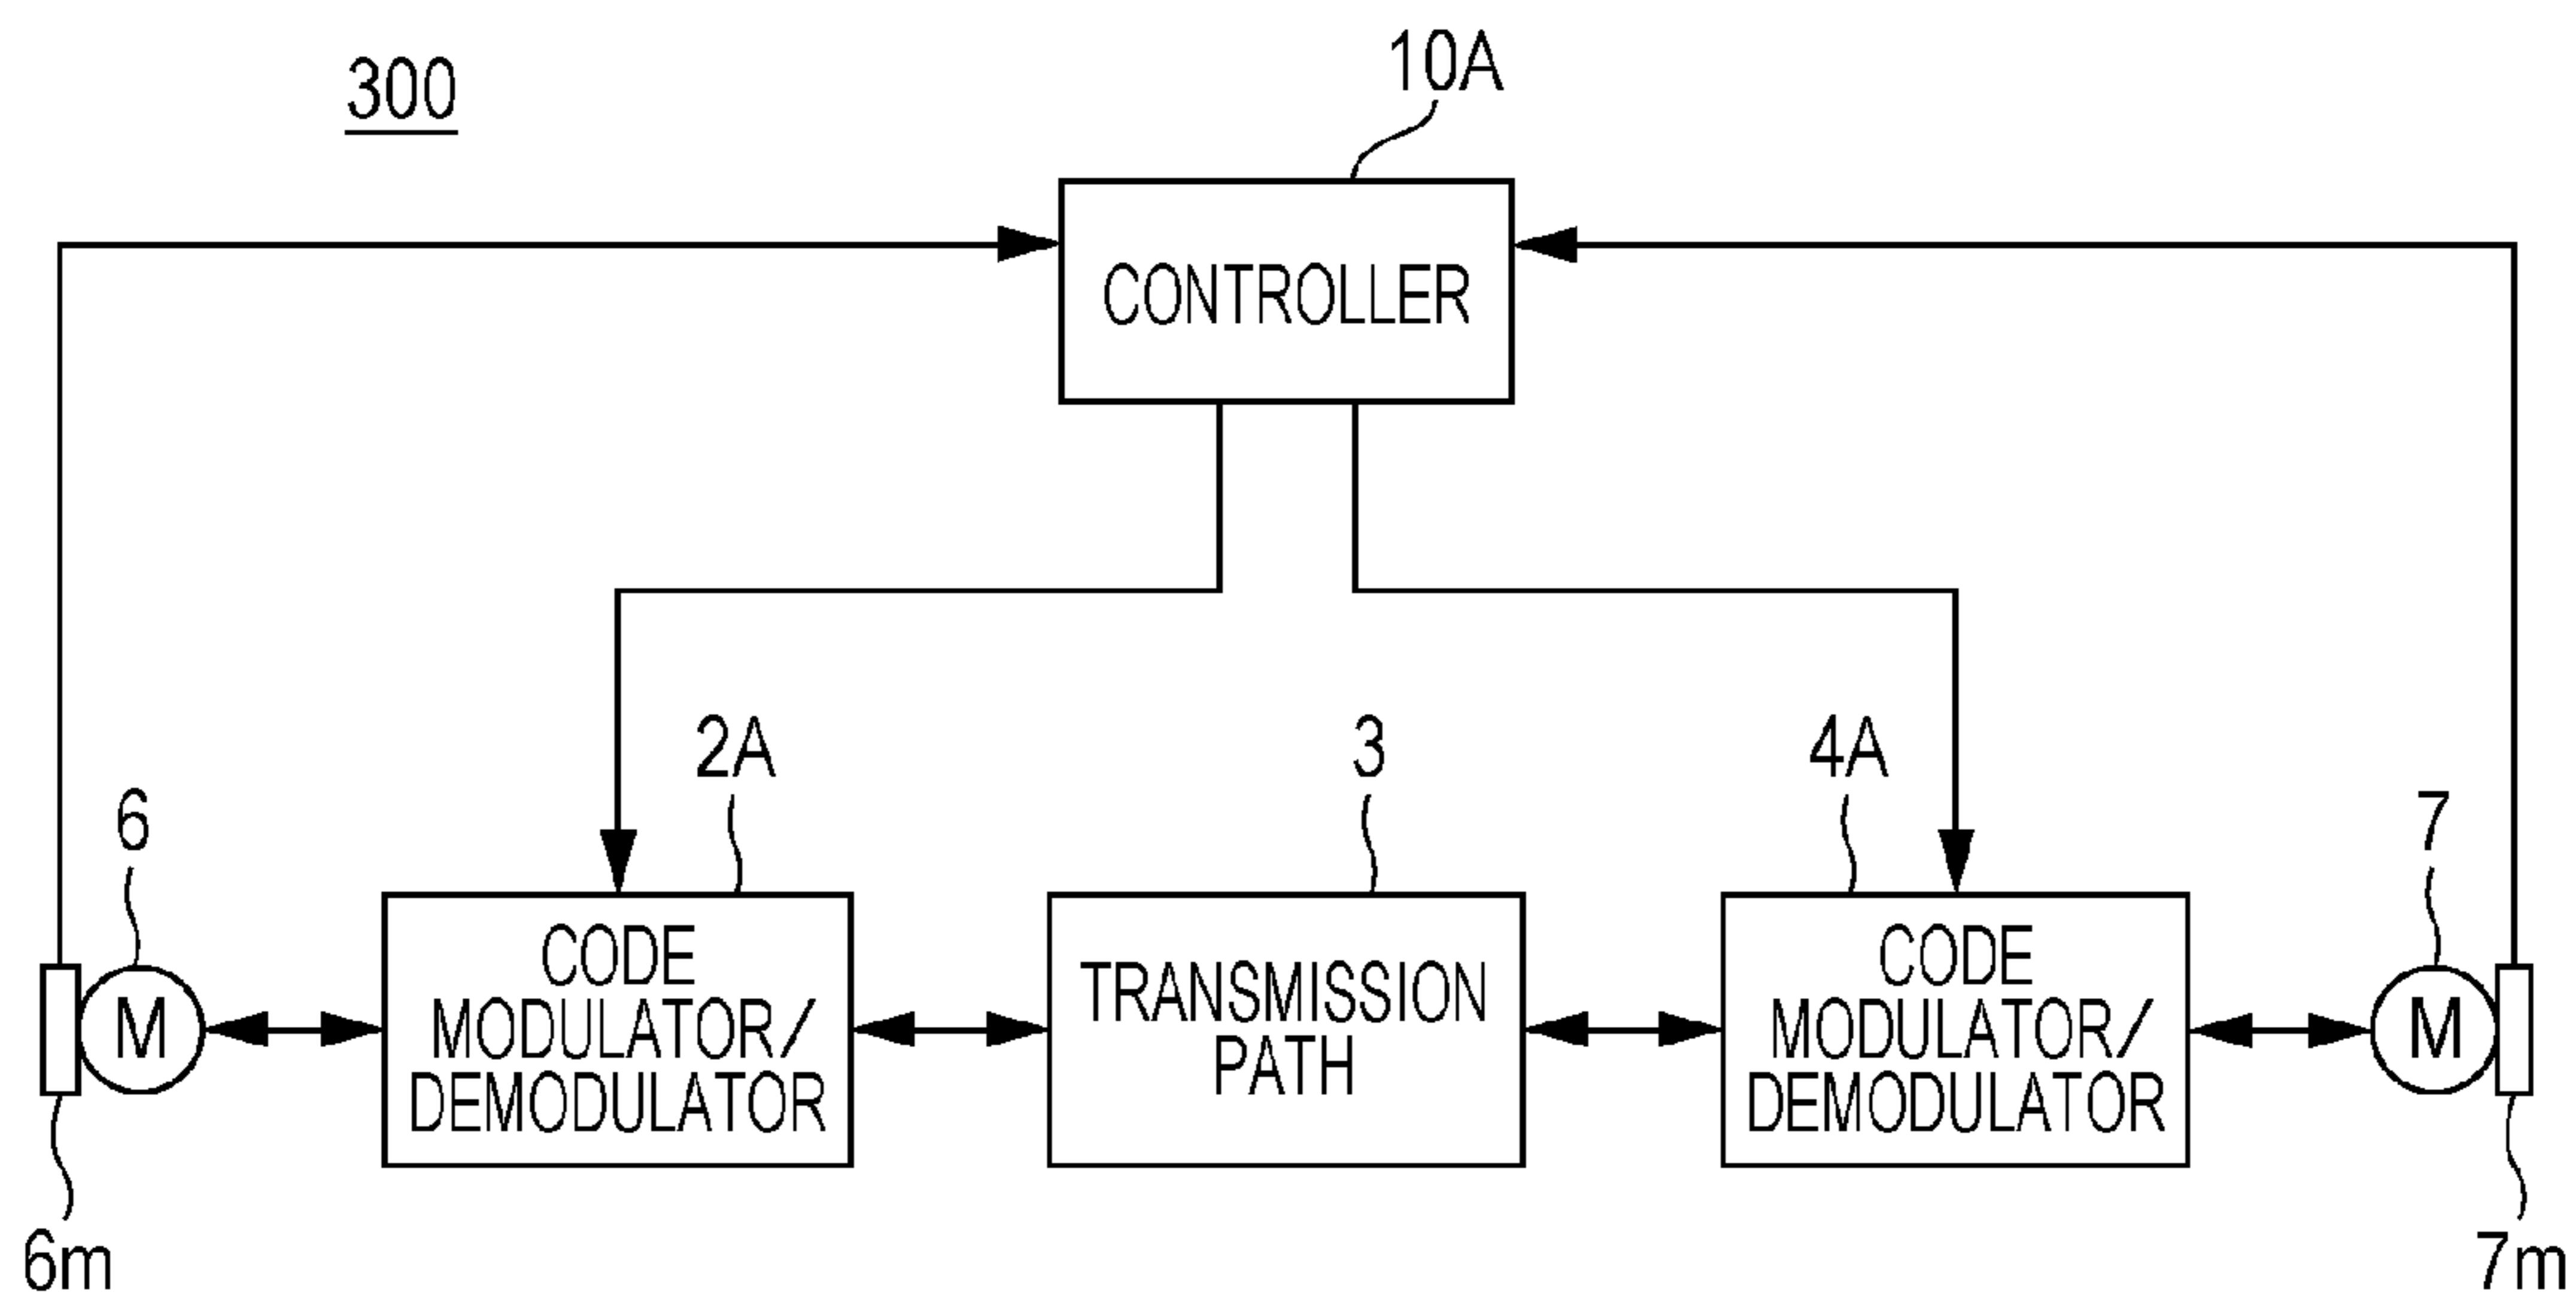 300
10A
CONTROLLER
2A
3
4A
6
7
CODE
MODULATOR/
DEMODULATOR
TRANSMISSION
PATH
CODE
MODULATOR/
DEMODULATOR
M
M
6m
7m